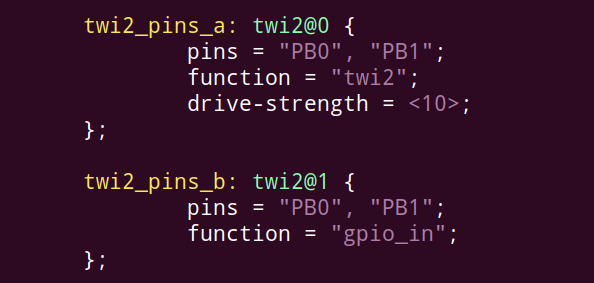 twi2_pins_a: twi2@0 {
        pins = "PB0", "PB1";
        function = "twi2";
        drive-strength = <10>;
};

twi2_pins_b: twi2@1 {
        pins = "PB0", "PB1";
        function = "gpio_in";
};